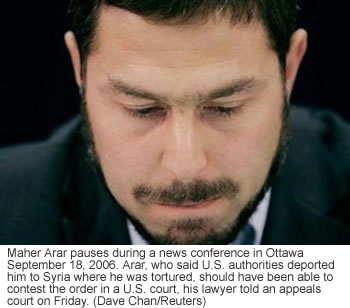 Maher Arar pauses during a news conference in Ottawa
September 18, 2006. Arar, who said U.S. authorities deported
him to Syria where he was tortured, should have been able to
contest the order in a U.S. court, his lawyer told an appeals
court on Friday. (Dave Chan/Reuters)